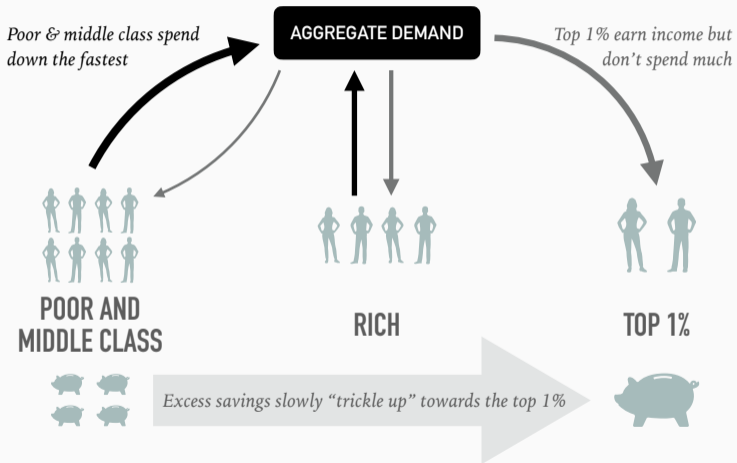 Poor & middle class spend
down the fastest
AGGREGATE DEMAND
Top 1% earn income but
don’t spend much
POOR AND
MIDDLE CLASS
RICH
TOP 1%
Excess savings slowly “trickle up” towards the top 1%